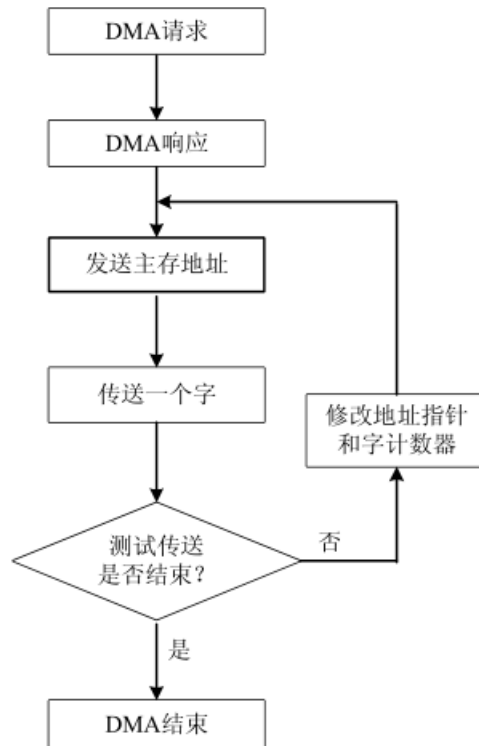 DMA请求
DMA响应
发送主存地址
传送一个字
修改地址指针
和字计数器
测试传送
是否结束？
否
是
DMA结束